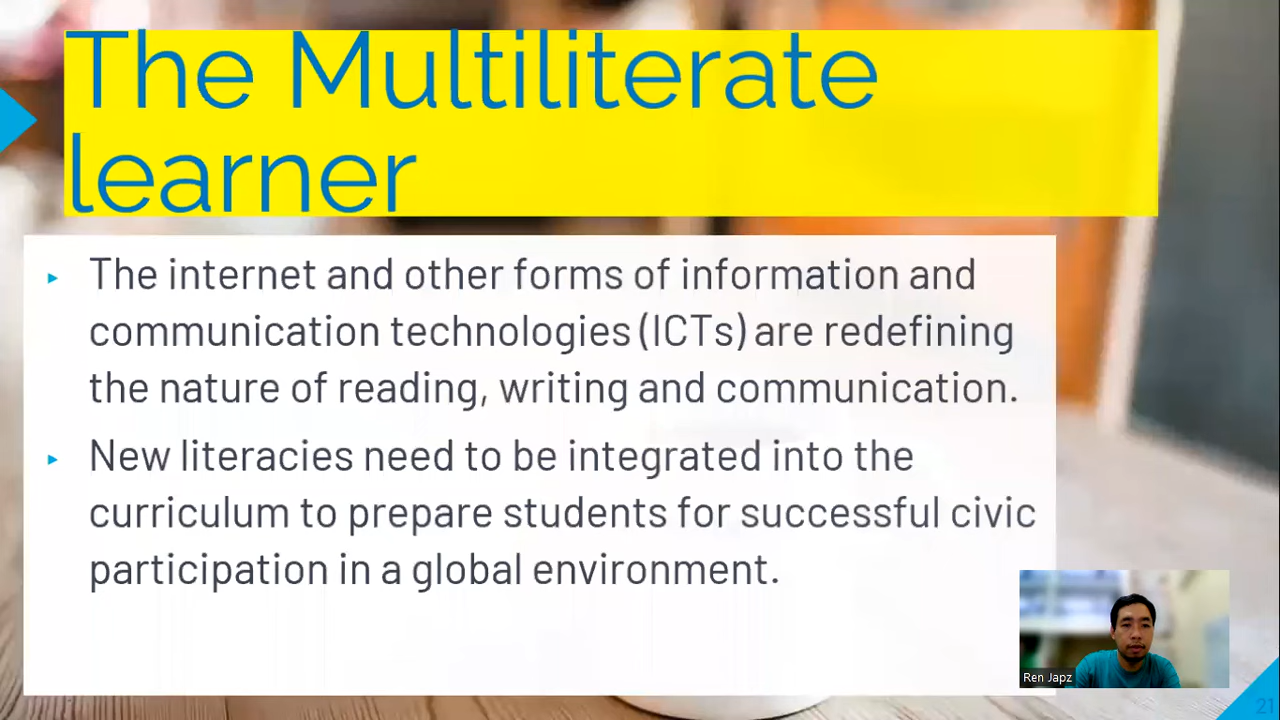 The Multiliterate
learner
The internet and other forms of information and
communication technologies (ICTs) are redefining
the nature of reading, writing and communication.
New literacies need to be integrated into the
curriculum to prepare students for successful civic
participation in a global environment.
Ren Japz
21